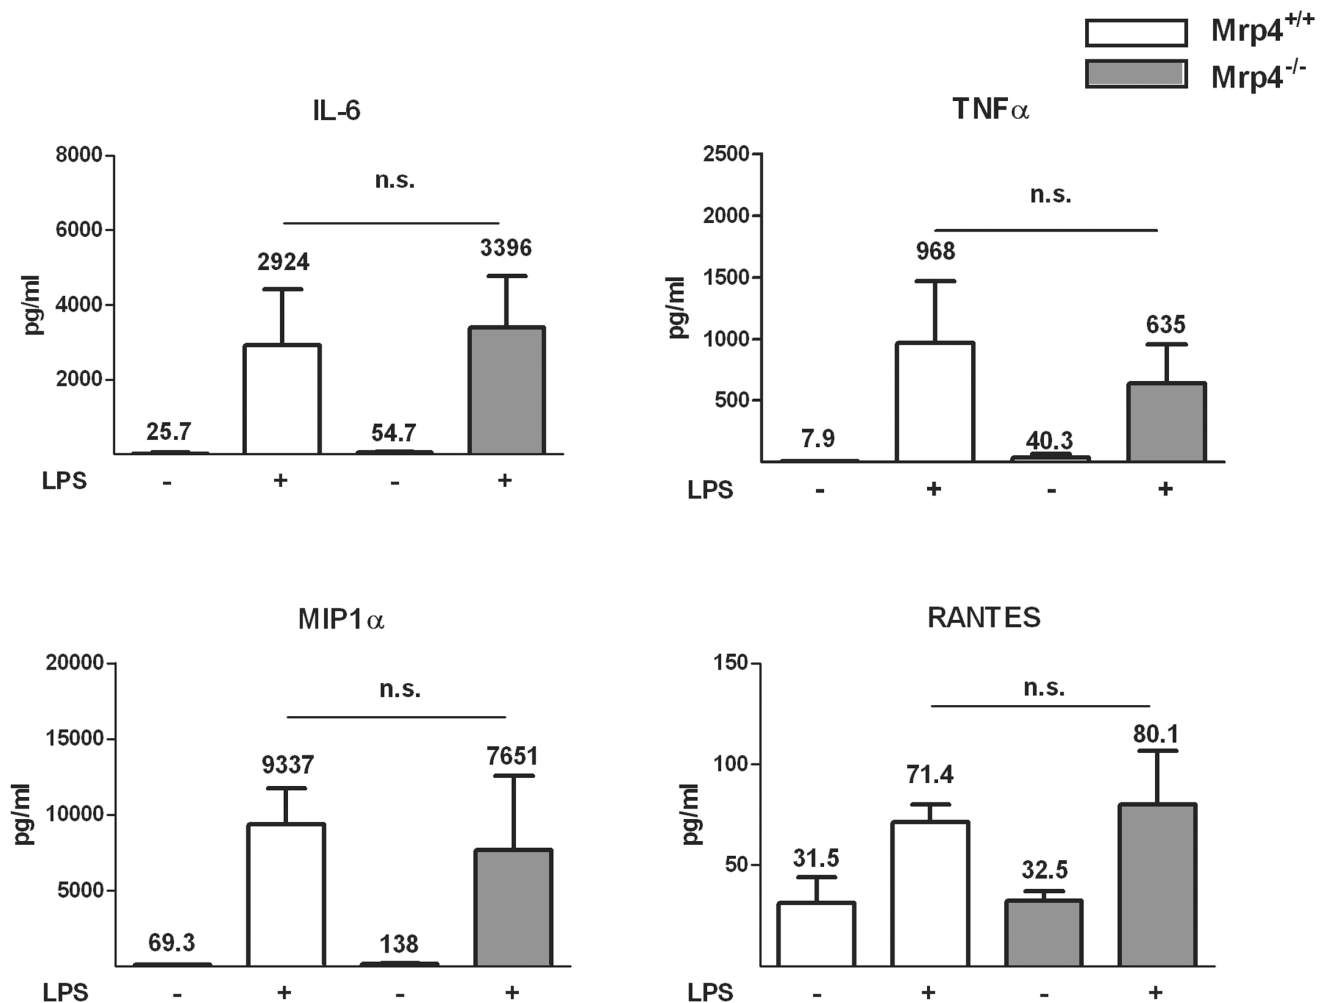 Mrp4+/+
Mrp4-/-
IL-6
8000
6000
4000
2000
pg/ml
n.s.
2924
3396
25.7
54.7
LPS - + - +
TNFα
2500
2000
1500
1000
500
pg/ml
n.s.
968
635
7.9
40.3
LPS - + - +
MIP1α
20000
15000
10000
5000
pg/ml
n.s.
9337
7651
69.3
138
LPS - + - +
RANTES
150
100
50
pg/ml
n.s.
80.1
71.4
31.5
32.5
LPS - + - +